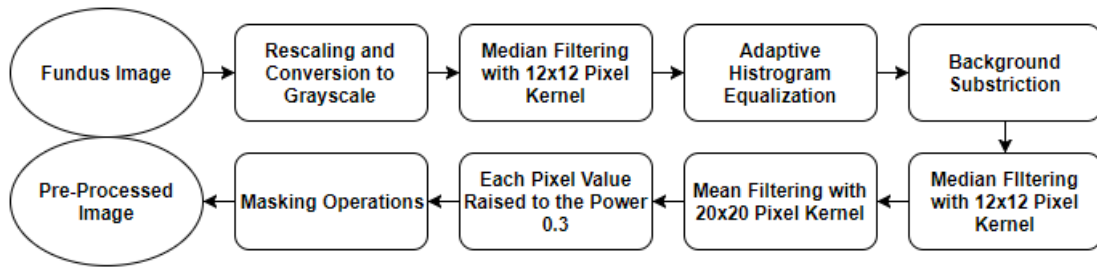 Fundus Image
Rescaling and
Conversion to
Grayscale
Median Filtering
with 12x12 Pixel
Kernel
Adaptive
Histrogram
Equalization
Background
Substriction
Median FIltering
with 12x12 Pixel
Kernel
Mean Filtering with
20x20 Pixel Kernel
Each Pixel Value
Raised to the Power
0.3
Masking Operations
Pre-Processed
Image